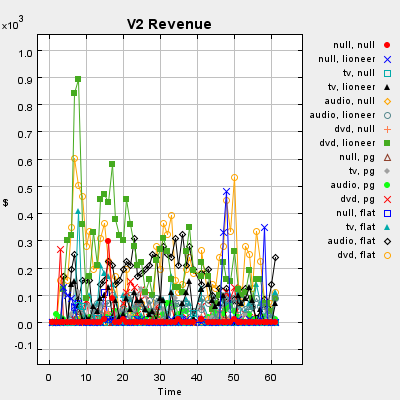 V2 Revenue
x10³
1.0
0.9
0.8
0.7
0.6
0.5
0.4
0.3
0.2
0.1
0.0
-0.1
$
0
10
20
30
40
50
60
Time
null, null
null, lioneer
tv, null
tv, lioneer
audio, null
audio, lioneer
dvd, null
dvd, lioneer
null, pg
tv, pg
audio, pg
dvd, pg
null, flat
tv, flat
audio, flat
dvd, flat